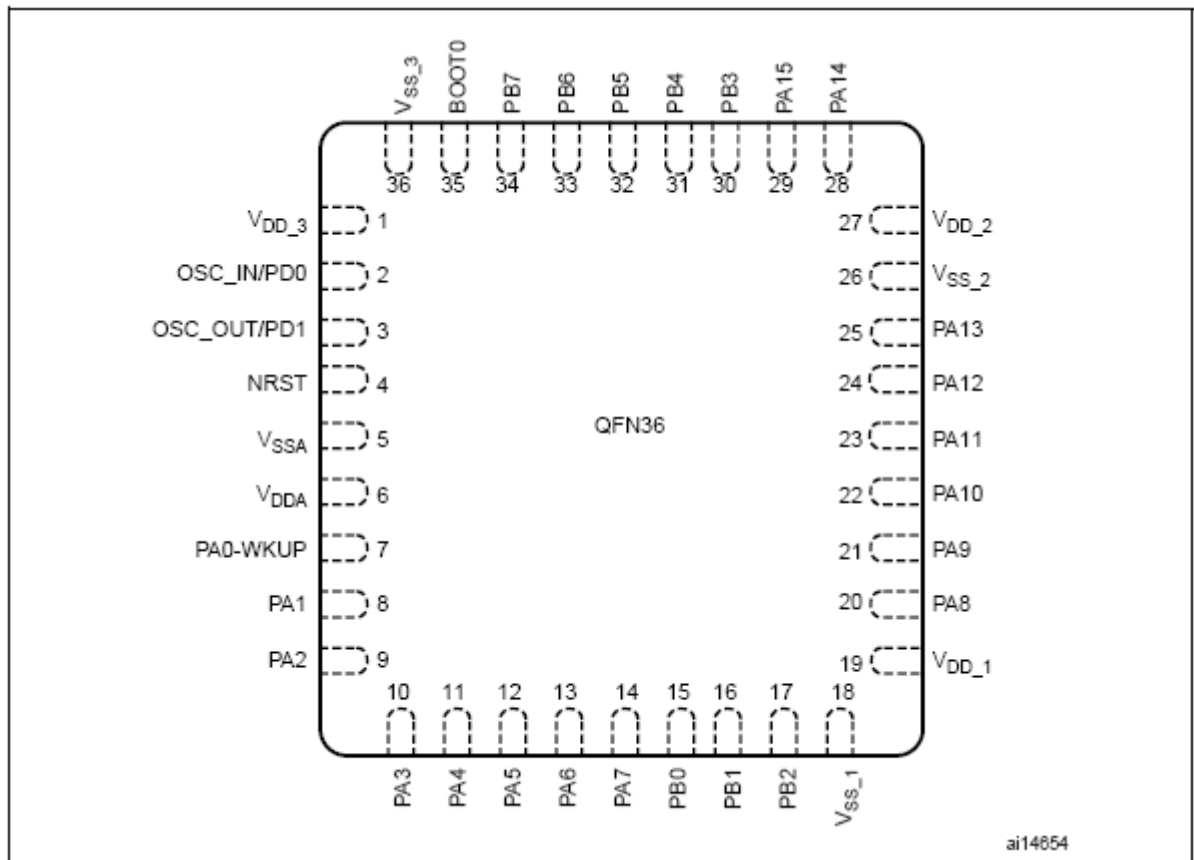 VSS_3
BOOT0
PB7
PB6
PB5
PB4
PB3
PA15
PA14
36
35
34
33
32
31
30
29
28
VDD_3 1
OSC_IN/PD0 2
OSC_OUT/PD1 3
NRST 4
VSSA 5
VDDA 6
PA0-WKUP 7
PA1 8
PA2 9
QFN36
27 VDD_2
26 VSS_2
25 PA13
24 PA12
23 PA11
22 PA10
21 PA9
20 PA8
19 VDD_1
10
11
12
13
14
15
16
17
18
PA3
PA4
PA5
PA6
PA7
PB0
PB1
PB2
VSS_1
ai14654